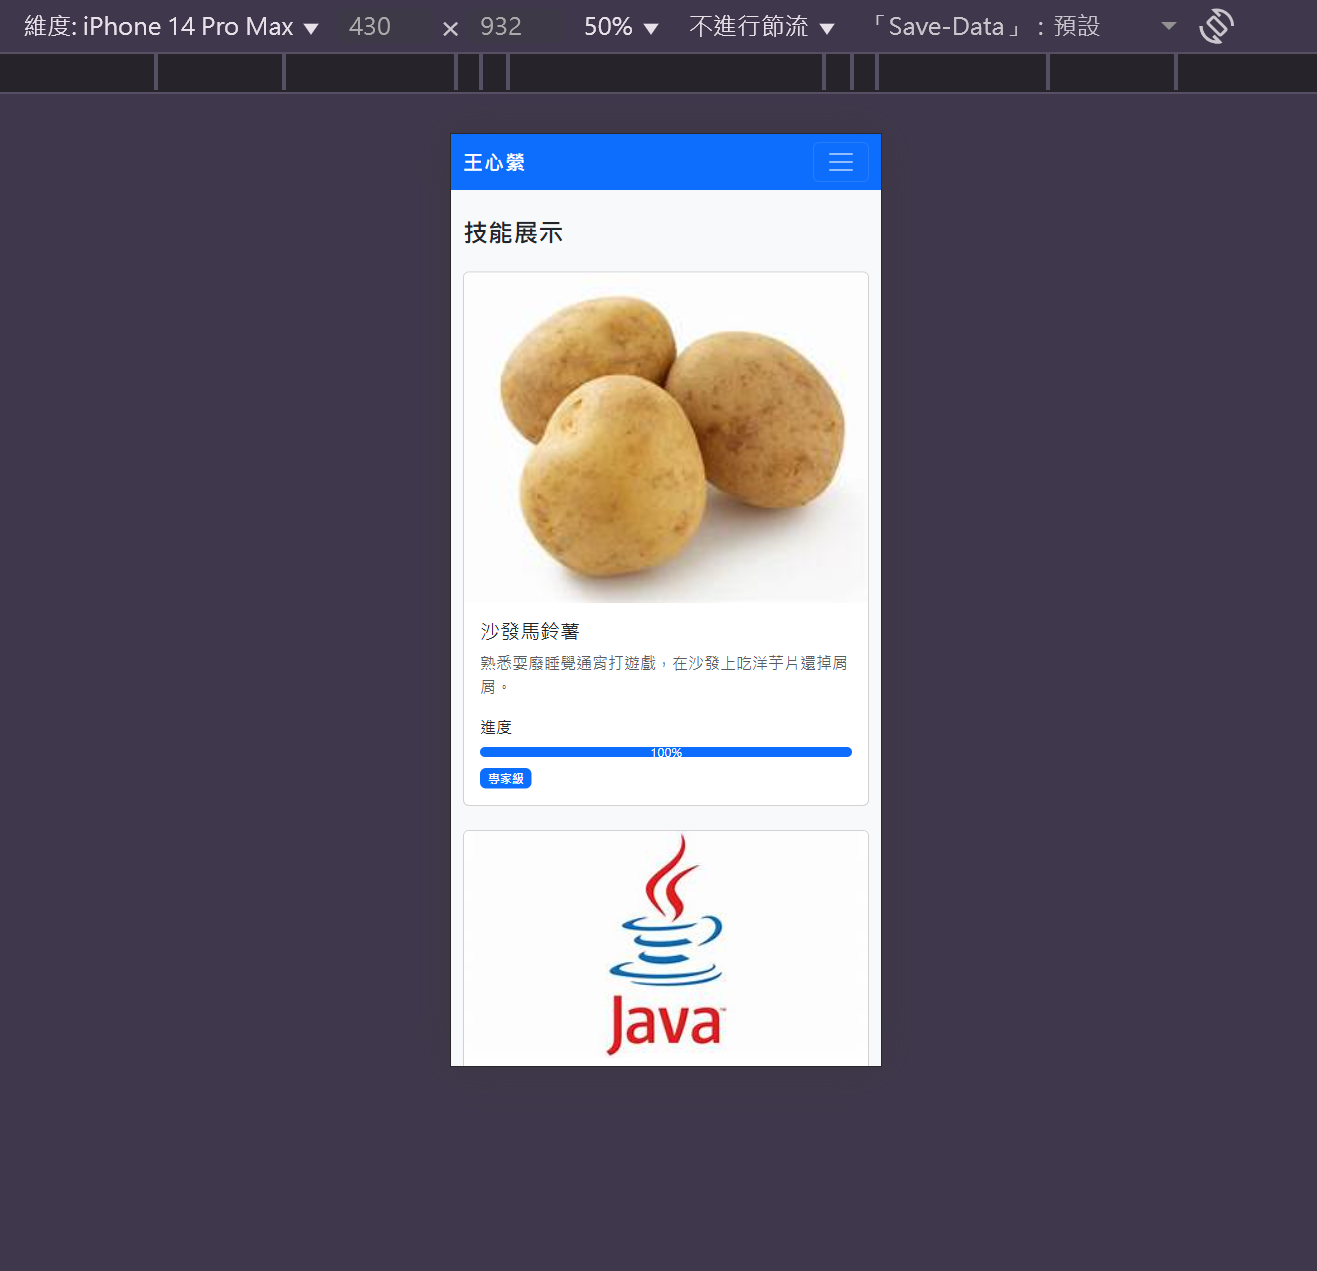 維度: iPhone 14 Pro Max ▼ 430 × 932 50% ▼ 不進行節流 ▼ 「Save-Data」：預設
王心縈
技能展示
沙發馬鈴薯
熟悉耍廢睡覺通宵打遊戲，在沙發上吃洋芋片還掉屑
屑。
進度
100%
專家級
Java™